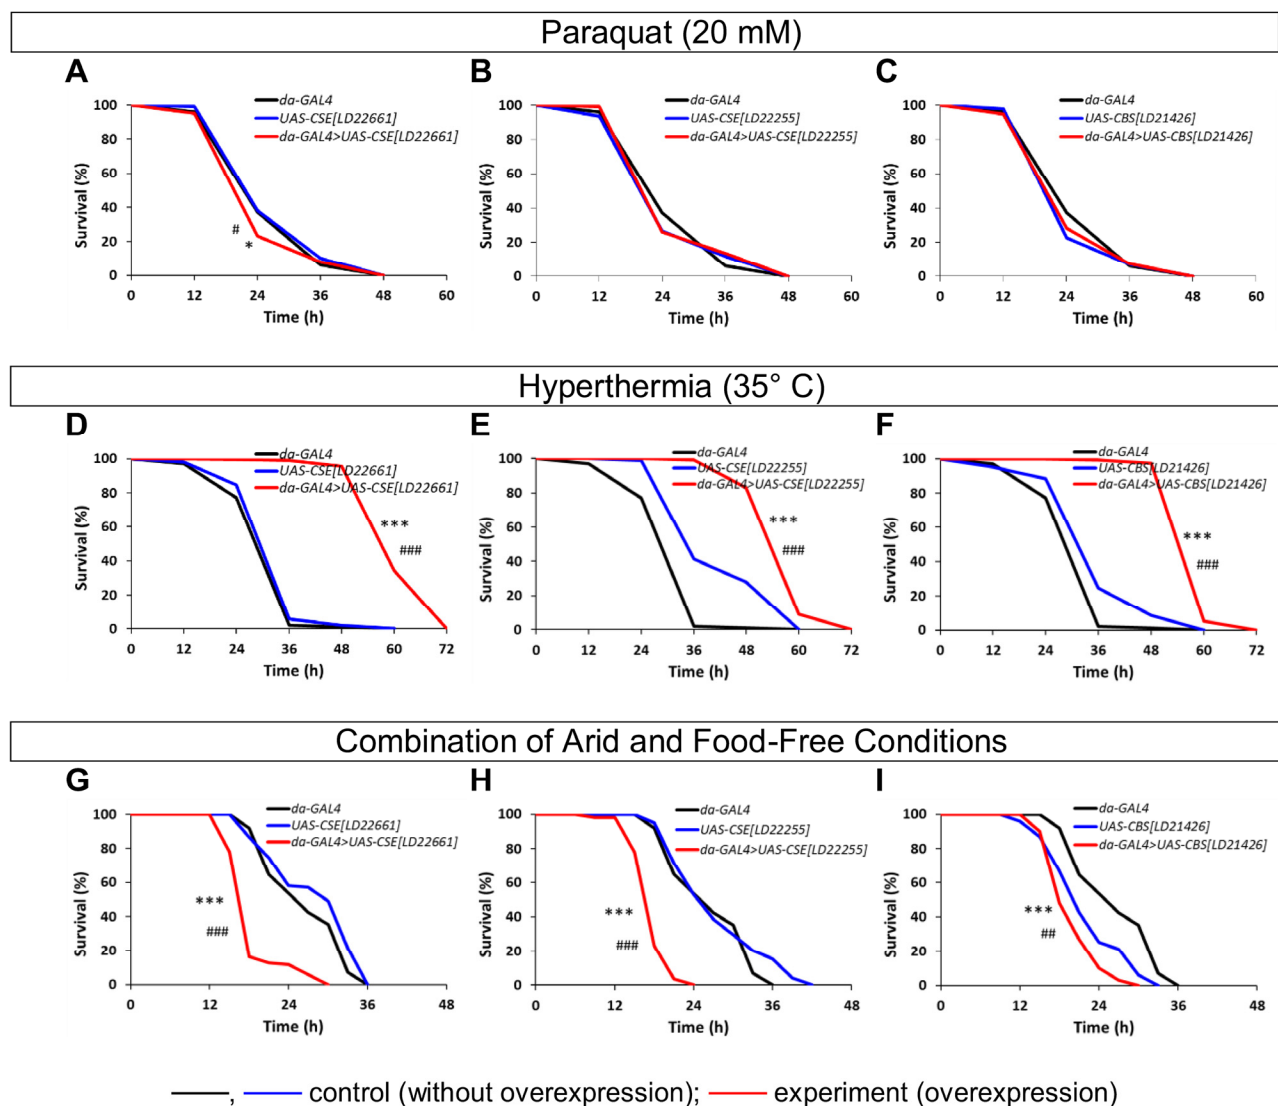 Paraquat (20 mM)
A
da-GAL4
UAS-CSE[LD22661]
da-GAL4>UAS-CSE[LD22661]
Survival (%)
100
80
60
40
20
0
#
*
0 12 24 36 48 60
Time (h)
B
da-GAL4
UAS-CSE[LD22255]
da-GAL4>UAS-CSE[LD22255]
Survival (%)
100
80
60
40
20
0
0 12 24 36 48 60
Time (h)
C
da-GAL4
UAS-CBS[LD21426]
da-GAL4>UAS-CBS[LD21426]
Survival (%)
100
80
60
40
20
0
0 12 24 36 48 60
Time (h)
Hyperthermia (35° C)
D
da-GAL4
UAS-CSE[LD22661]
da-GAL4>UAS-CSE[LD22661]
Survival (%)
100
80
60
40
20
0
***
###
0 12 24 36 48 60 72
Time (h)
E
da-GAL4
UAS-CSE[LD22255]
da-GAL4>UAS-CSE[LD22255]
Survival (%)
100
80
60
40
20
0
***
###
0 12 24 36 48 60 72
Time (h)
F
da-GAL4
UAS-CBS[LD21426]
da-GAL4>UAS-CBS[LD21426]
Survival (%)
100
80
60
40
20
0
***
###
0 12 24 36 48 60 72
Time (h)
Combination of Arid and Food-Free Conditions
G
da-GAL4
UAS-CSE[LD22661]
da-GAL4>UAS-CSE[LD22661]
Survival (%)
100
80
60
40
20
0
***
###
0 12 24 36 48
Time (h)
H
da-GAL4
UAS-CSE[LD22255]
da-GAL4>UAS-CSE[LD22255]
Survival (%)
100
80
60
40
20
0
***
###
0 12 24 36 48
Time (h)
I
da-GAL4
UAS-CBS[LD21426]
da-GAL4>UAS-CBS[LD21426]
Survival (%)
100
80
60
40
20
0
***
##
0 12 24 36 48
Time (h)
, control (without overexpression); experiment (overexpression)